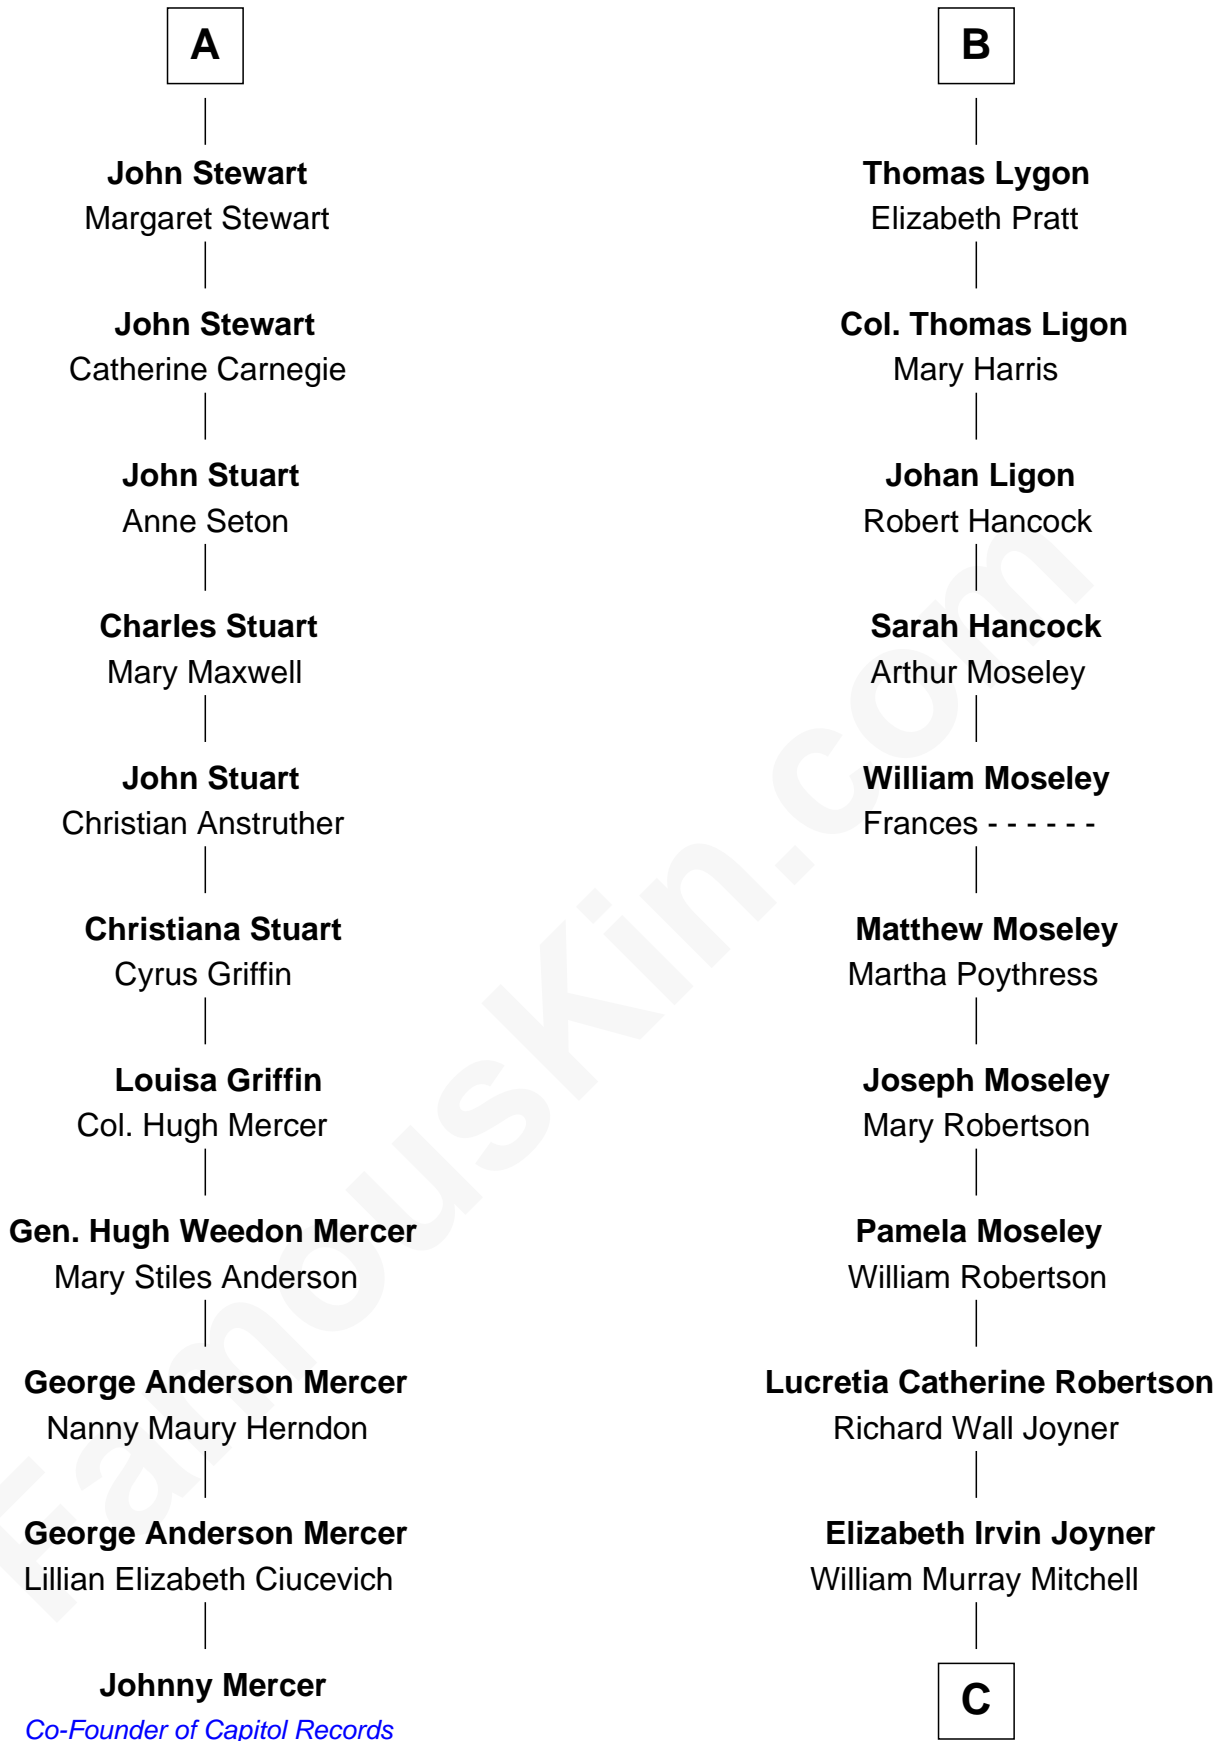 A
John Stewart
Margaret Stewart
John Stewart
Catherine Carnegie
John Stuart
Anne Seton
Charles Stuart
Mary Maxwell
John Stuart
Christian Anstruther
Christiana Stuart
Cyrus Griffin
Louisa Griffin
Col. Hugh Mercer
Gen. Hugh Weedon Mercer
Mary Stiles Anderson
George Anderson Mercer
Nanny Maury Herndon
George Anderson Mercer
Lillian Elizabeth Ciucevich
Johnny Mercer
Co-Founder of Capitol Records
B
Thomas Lygon
Elizabeth Pratt
Col. Thomas Ligon
Mary Harris
Johan Ligon
Robert Hancock
Sarah Hancock
Arthur Moseley
William Moseley
Frances - - - - - -
Matthew Moseley
Martha Poythress
Joseph Moseley
Mary Robertson
Pamela Moseley
William Robertson
Lucretia Catherine Robertson
Richard Wall Joyner
Elizabeth Irvin Joyner
William Murray Mitchell
C
FamousKin.com